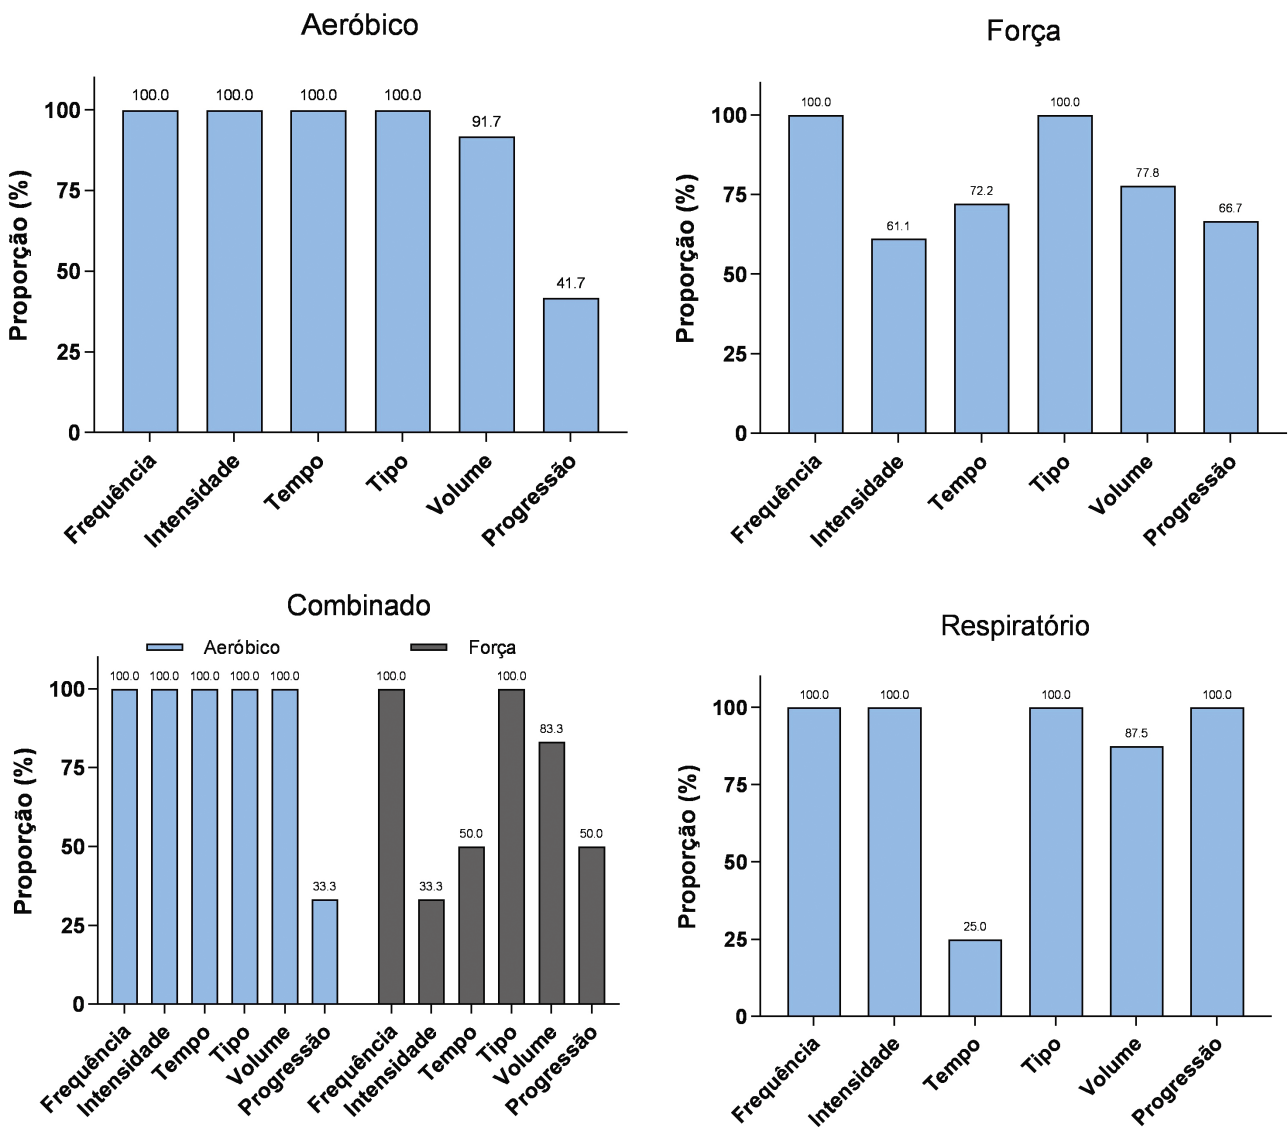 Aeróbico
Proporção (%)
100
75
50
25
0
100.0 100.0 100.0 100.0 91.7 41.7
Frequência Intensidade Tempo Tipo Volume Progressão
Força
Proporção (%)
100
75
50
25
0
100.0 61.1 72.2 100.0 77.8 66.7
Frequência Intensidade Tempo Tipo Volume Progressão
Combinado
Aeróbico Força
Proporção (%)
100
75
50
25
0
100.0 100.0 100.0 100.0 100.0 33.3 100.0 33.3 50.0 100.0 83.3 50.0
Frequência Intensidade Tempo Tipo Volume Progressão Frequência Intensidade Tempo Tipo Volume Progressão
Respiratório
Proporção (%)
100
75
50
25
0
100.0 100.0 25.0 100.0 87.5 100.0
Frequência Intensidade Tempo Tipo Volume Progressão